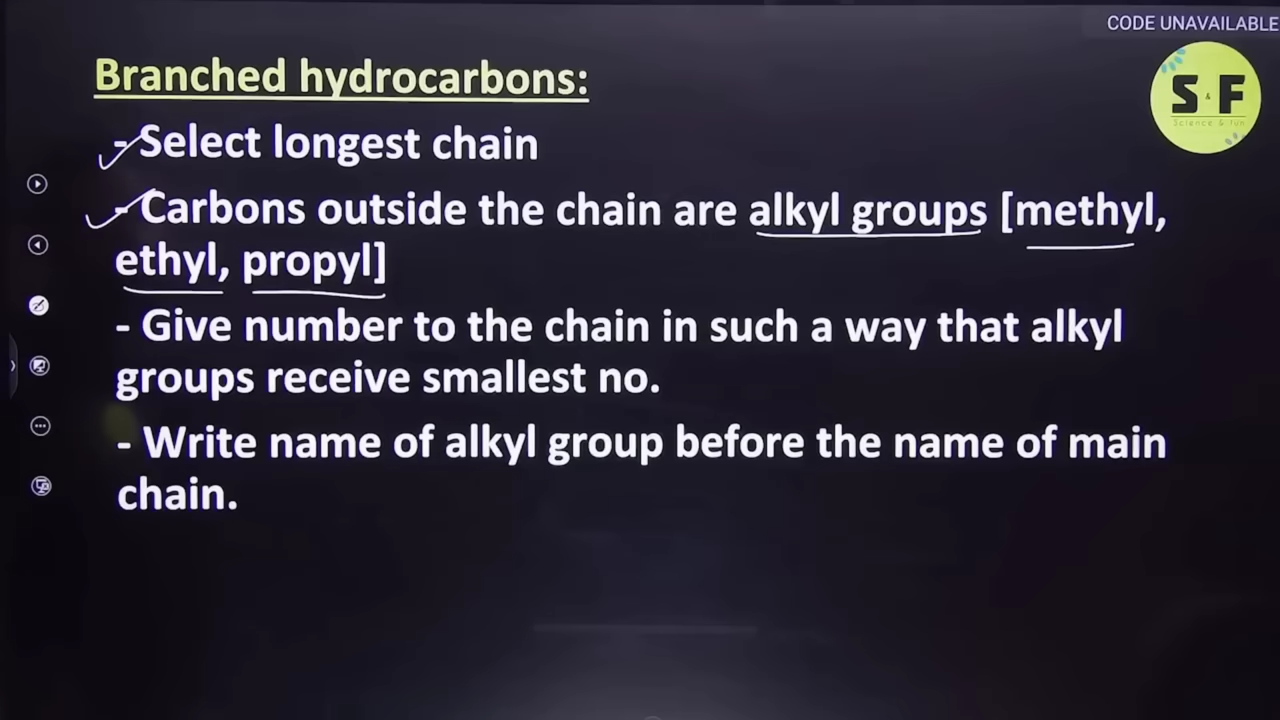 CODE UNAVAILABLE
S & F
Science & fun
Branched hydrocarbons:
- Select longest chain
- Carbons outside the chain are alkyl groups [methyl,
ethyl, propyl]
- Give number to the chain in such a way that alkyl
groups receive smallest no.
- Write name of alkyl group before the name of main
chain.